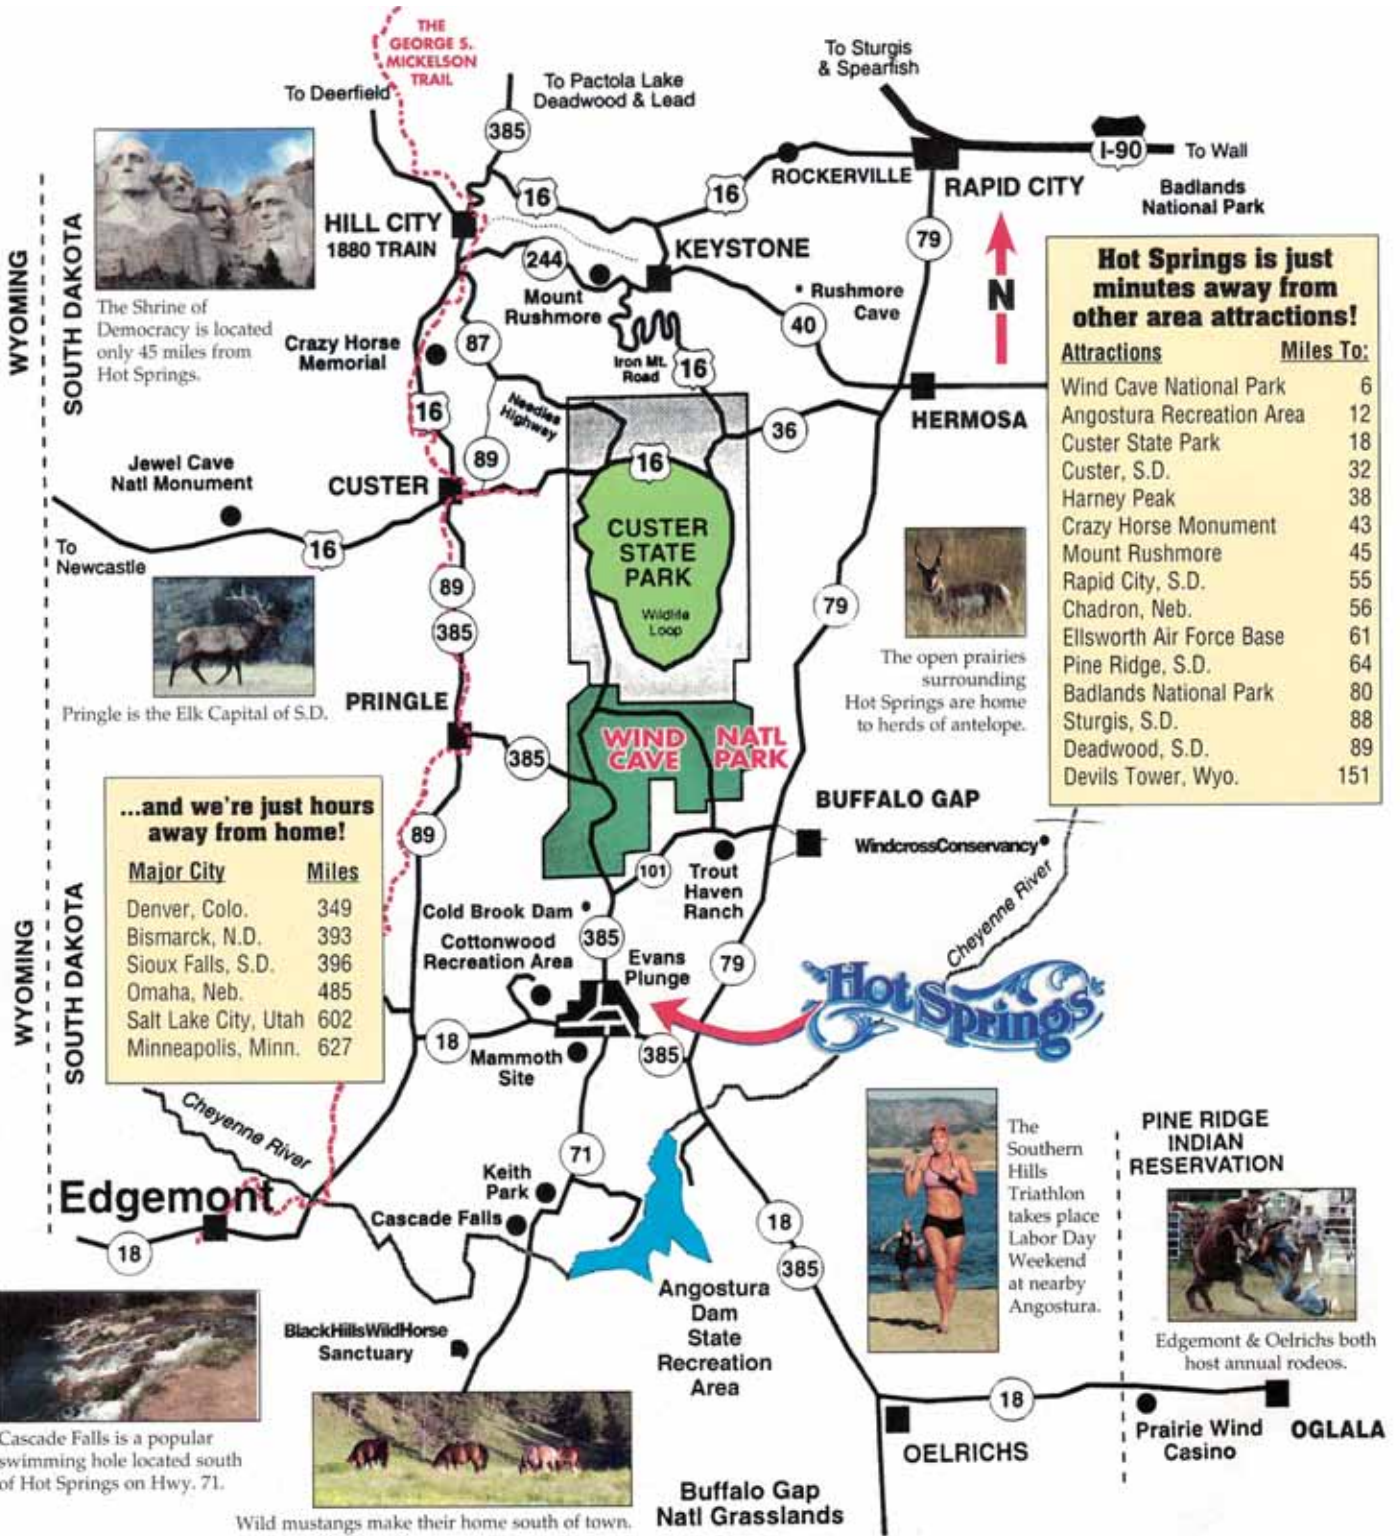 THE
GEORGE S.
MICKELSON
TRAIL
To Deerfield
To Pactola Lake
Deadwood & Lead
385
To Sturgis
& Spearfish
I-90
To Wall
Badlands
National Park
16
16
ROCKERVILLE
RAPID CITY
79
N
HILL CITY
1880 TRAIN
KEYSTONE
244
Mount
Rushmore
Rushmore
Cave
40
WYOMING
SOUTH DAKOTA
The Shrine of
Democracy is located
only 45 miles from
Hot Springs.
Crazy Horse
Memorial
87
Iron Mt.
Road
16
16
Needles
Highway
HERMOSA
36
89
16
Jewel Cave
Natl Monument
CUSTER
To
Newcastle
16
CUSTER
STATE
PARK
Wildlife
Loop
89
385
79
Hot Springs is just
minutes away from
other area attractions!
Attractions Miles To:
Wind Cave National Park 6
Angostura Recreation Area 12
Custer State Park 18
Custer, S.D. 32
Harney Peak 38
Crazy Horse Monument 43
Mount Rushmore 45
Rapid City, S.D. 55
Chadron, Neb. 56
Ellsworth Air Force Base 61
Pine Ridge, S.D. 64
Badlands National Park 80
Sturgis, S.D. 88
Deadwood, S.D. 89
Devils Tower, Wyo. 151
The open prairies
surrounding
Hot Springs are home
to herds of antelope.
Pringle is the Elk Capital of S.D.
PRINGLE
385
WIND
CAVE
NATL
PARK
...and we're just hours
away from home!
Major City Miles
Denver, Colo. 349
Bismarck, N.D. 393
Sioux Falls, S.D. 396
Omaha, Neb. 485
Salt Lake City, Utah 602
Minneapolis, Minn. 627
89
BUFFALO GAP
WindcrossConservancy
101
Trout
Haven
Ranch
Cheyenne River
WYOMING
SOUTH DAKOTA
Cold Brook Dam
385
Cottonwood
Recreation Area
Evans
Plunge
79
Hot Springs
18
Mammoth
Site
385
Cheyenne River
71
Edgemont
18
Keith
Park
Cascade Falls
18
385
The
Southern
Hills
Triathlon
takes place
Labor Day
Weekend
at nearby
Angostura.
PINE RIDGE
INDIAN
RESERVATION
Edgemont & Oelrichs both
host annual rodeos.
Angostura
Dam
State
Recreation
Area
BlackHillsWildHorse
Sanctuary
Cascade Falls is a popular
swimming hole located south
of Hot Springs on Hwy. 71.
Wild mustangs make their home south of town.
18
OELRICHS
Prairie Wind
Casino
OGLALA
Buffalo Gap
Natl Grasslands